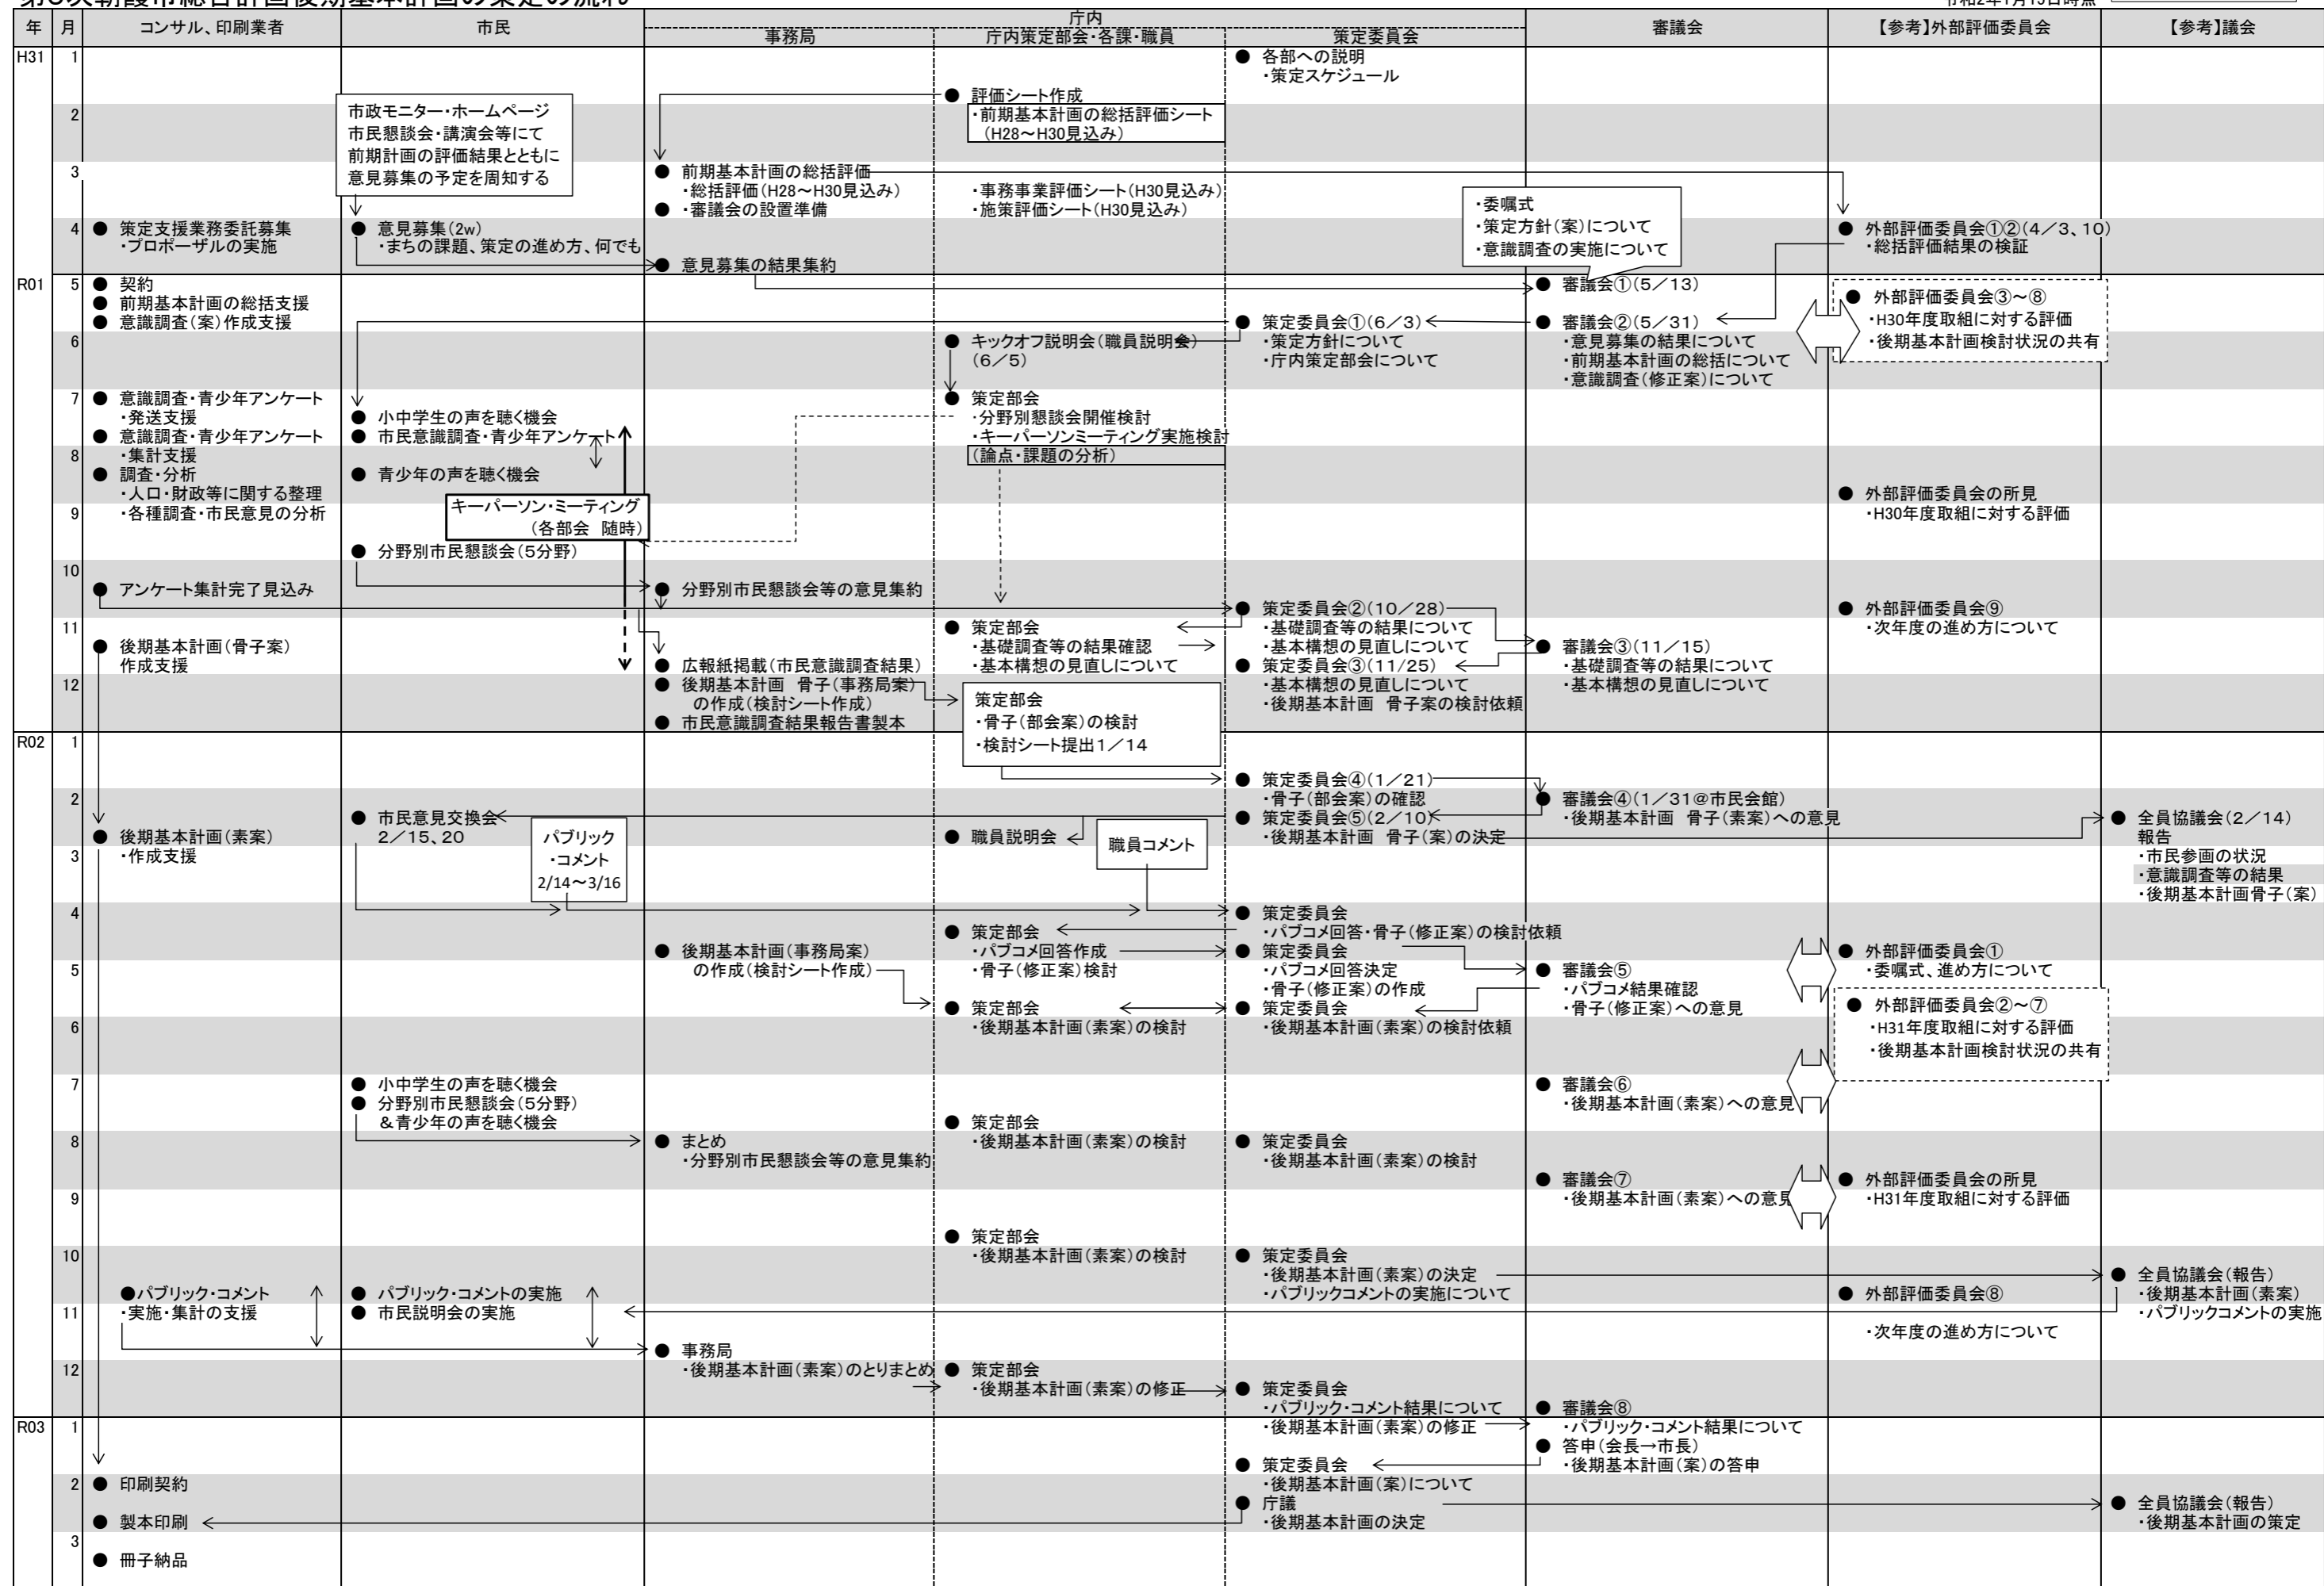 第5次朝霞市総合計画後期基本計画の策定の流れ
令和2年1月15日時点
年
月
コンサル、印刷業者
市民
庁内
事務局
庁内策定部会・各課・職員
策定委員会
審議会
【参考】外部評価委員会
【参考】議会
H31
1
● 各部への説明
・策定スケジュール
● 評価シート作成
2
・前期基本計画の総括評価シート
(H28～H30見込み)
市政モニター・ホームページ
市民懇談会・講演会等にて
前期計画の評価結果とともに
意見募集の予定を周知する
3
● 前期基本計画の総括評価
・総括評価(H28～H30見込み)
● ・審議会の設置準備
・事務事業評価シート(H30見込み)
・施策評価シート(H30見込み)
・委嘱式
・策定方針(案)について
・意識調査の実施について
4
● 策定支援業務委託募集
・プロポーザルの実施
● 意見募集(2w)
・まちの課題、策定の進め方、何でも
● 意見募集の結果集約
● 外部評価委員会①②(4／3、10)
・総括評価結果の検証
R01
5
● 契約
● 前期基本計画の総括支援
● 意識調査(案)作成支援
● 審議会①(5／13)
● 外部評価委員会③～⑧
・H30年度取組に対する評価
・後期基本計画検討状況の共有
● 策定委員会①(6／3)
・策定方針について
・庁内策定部会について
● 審議会②(5／31)
・意見募集の結果について
・前期基本計画の総括について
・意識調査(修正案)について
6
● キックオフ説明会(職員説明会)
(6／5)
7
● 意識調査・青少年アンケート
・発送支援
● 意識調査・青少年アンケート
・集計支援
● 小中学生の声を聴く機会
● 市民意識調査・青少年アンケート
● 策定部会
・分野別懇談会開催検討
・キーパーソンミーティング実施検討
(論点・課題の分析)
8
● 調査・分析
・人口・財政等に関する整理
・各種調査・市民意見の分析
● 青少年の声を聴く機会
キーパーソン・ミーティング
(各部会 随時)
● 外部評価委員会の所見
・H30年度取組に対する評価
9
● 分野別市民懇談会(5分野)
10
● アンケート集計完了見込み
● 分野別市民懇談会等の意見集約
● 策定委員会②(10／28)
・基礎調査等の結果について
・基本構想の見直しについて
● 外部評価委員会⑨
・次年度の進め方について
11
● 後期基本計画(骨子案)
作成支援
● 策定部会
・基礎調査等の結果確認
・基本構想の見直しについて
● 審議会③(11／15)
・基礎調査等の結果について
・基本構想の見直しについて
● 広報紙掲載(市民意識調査結果)
● 策定委員会③(11/25)
・基本構想の見直しについて
・後期基本計画 骨子案の検討依頼
12
● 後期基本計画 骨子(事務局案)
の作成(検討シート作成)
● 市民意識調査結果報告書製本
策定部会
・骨子(部会案)の検討
・検討シート提出1／14
R02
1
● 策定委員会④(1／21)
・骨子(部会案)の確認
2
● 審議会④(1／31@市民会館)
・後期基本計画 骨子(素案)への意見
● 市民意見交換会
2／15、20
● 策定委員会⑤(2／10)
・後期基本計画 骨子(案)の決定
● 全員協議会(2／14)
報告
・市民参画の状況
・意識調査等の結果
・後期基本計画骨子(案)
● 後期基本計画(素案)
・作成支援
パブリック
・コメント
2/14～3/16
● 職員説明会
職員コメント
3
4
● 策定委員会
・パブコメ回答・骨子(修正案)の検討依頼
● 策定部会
・パブコメ回答作成
・骨子(修正案)検討
● 後期基本計画(事務局案)
の作成(検討シート作成)
● 策定委員会
・パブコメ回答決定
・骨子(修正案)の作成
● 外部評価委員会①
・委嘱式、進め方について
5
● 審議会⑤
・パブコメ結果確認
・骨子(修正案)への意見
● 策定部会
・後期基本計画(素案)の検討
● 策定委員会
・後期基本計画(素案)の検討依頼
● 外部評価委員会②～⑦
・H31年度取組に対する評価
・後期基本計画検討状況の共有
6
7
● 小中学生の声を聴く機会
● 分野別市民懇談会(5分野)
＆青少年の声を聴く機会
● 審議会⑥
・後期基本計画(素案)への意見
● 策定部会
・後期基本計画(素案)の検討
8
● まとめ
・分野別市民懇談会等の意見集約
● 策定委員会
・後期基本計画(素案)の検討
● 審議会⑦
・後期基本計画(素案)への意見
● 外部評価委員会の所見
・H31年度取組に対する評価
9
● 策定部会
・後期基本計画(素案)の検討
10
● 策定委員会
・後期基本計画(素案)の決定
・パブリックコメントの実施について
● 全員協議会(報告)
・後期基本計画(素案)
・パブリックコメントの実施
●パブリック・コメント
・実施・集計の支援
● パブリック・コメントの実施
● 市民説明会の実施
● 外部評価委員会⑧
・次年度の進め方について
11
● 事務局
・後期基本計画(素案)のとりまとめ
12
● 策定部会
・後期基本計画(素案)の修正
● 策定委員会
・パブリック・コメント結果について
・後期基本計画(素案)の修正
● 審議会⑧
・パブリック・コメント結果について
R03
1
● 答申(会長→市長)
・後期基本計画(案)の答申
● 策定委員会
・後期基本計画(案)について
2
● 印刷契約
● 庁議
・後期基本計画の決定
● 全員協議会(報告)
・後期基本計画の策定
● 製本印刷
3
● 冊子納品